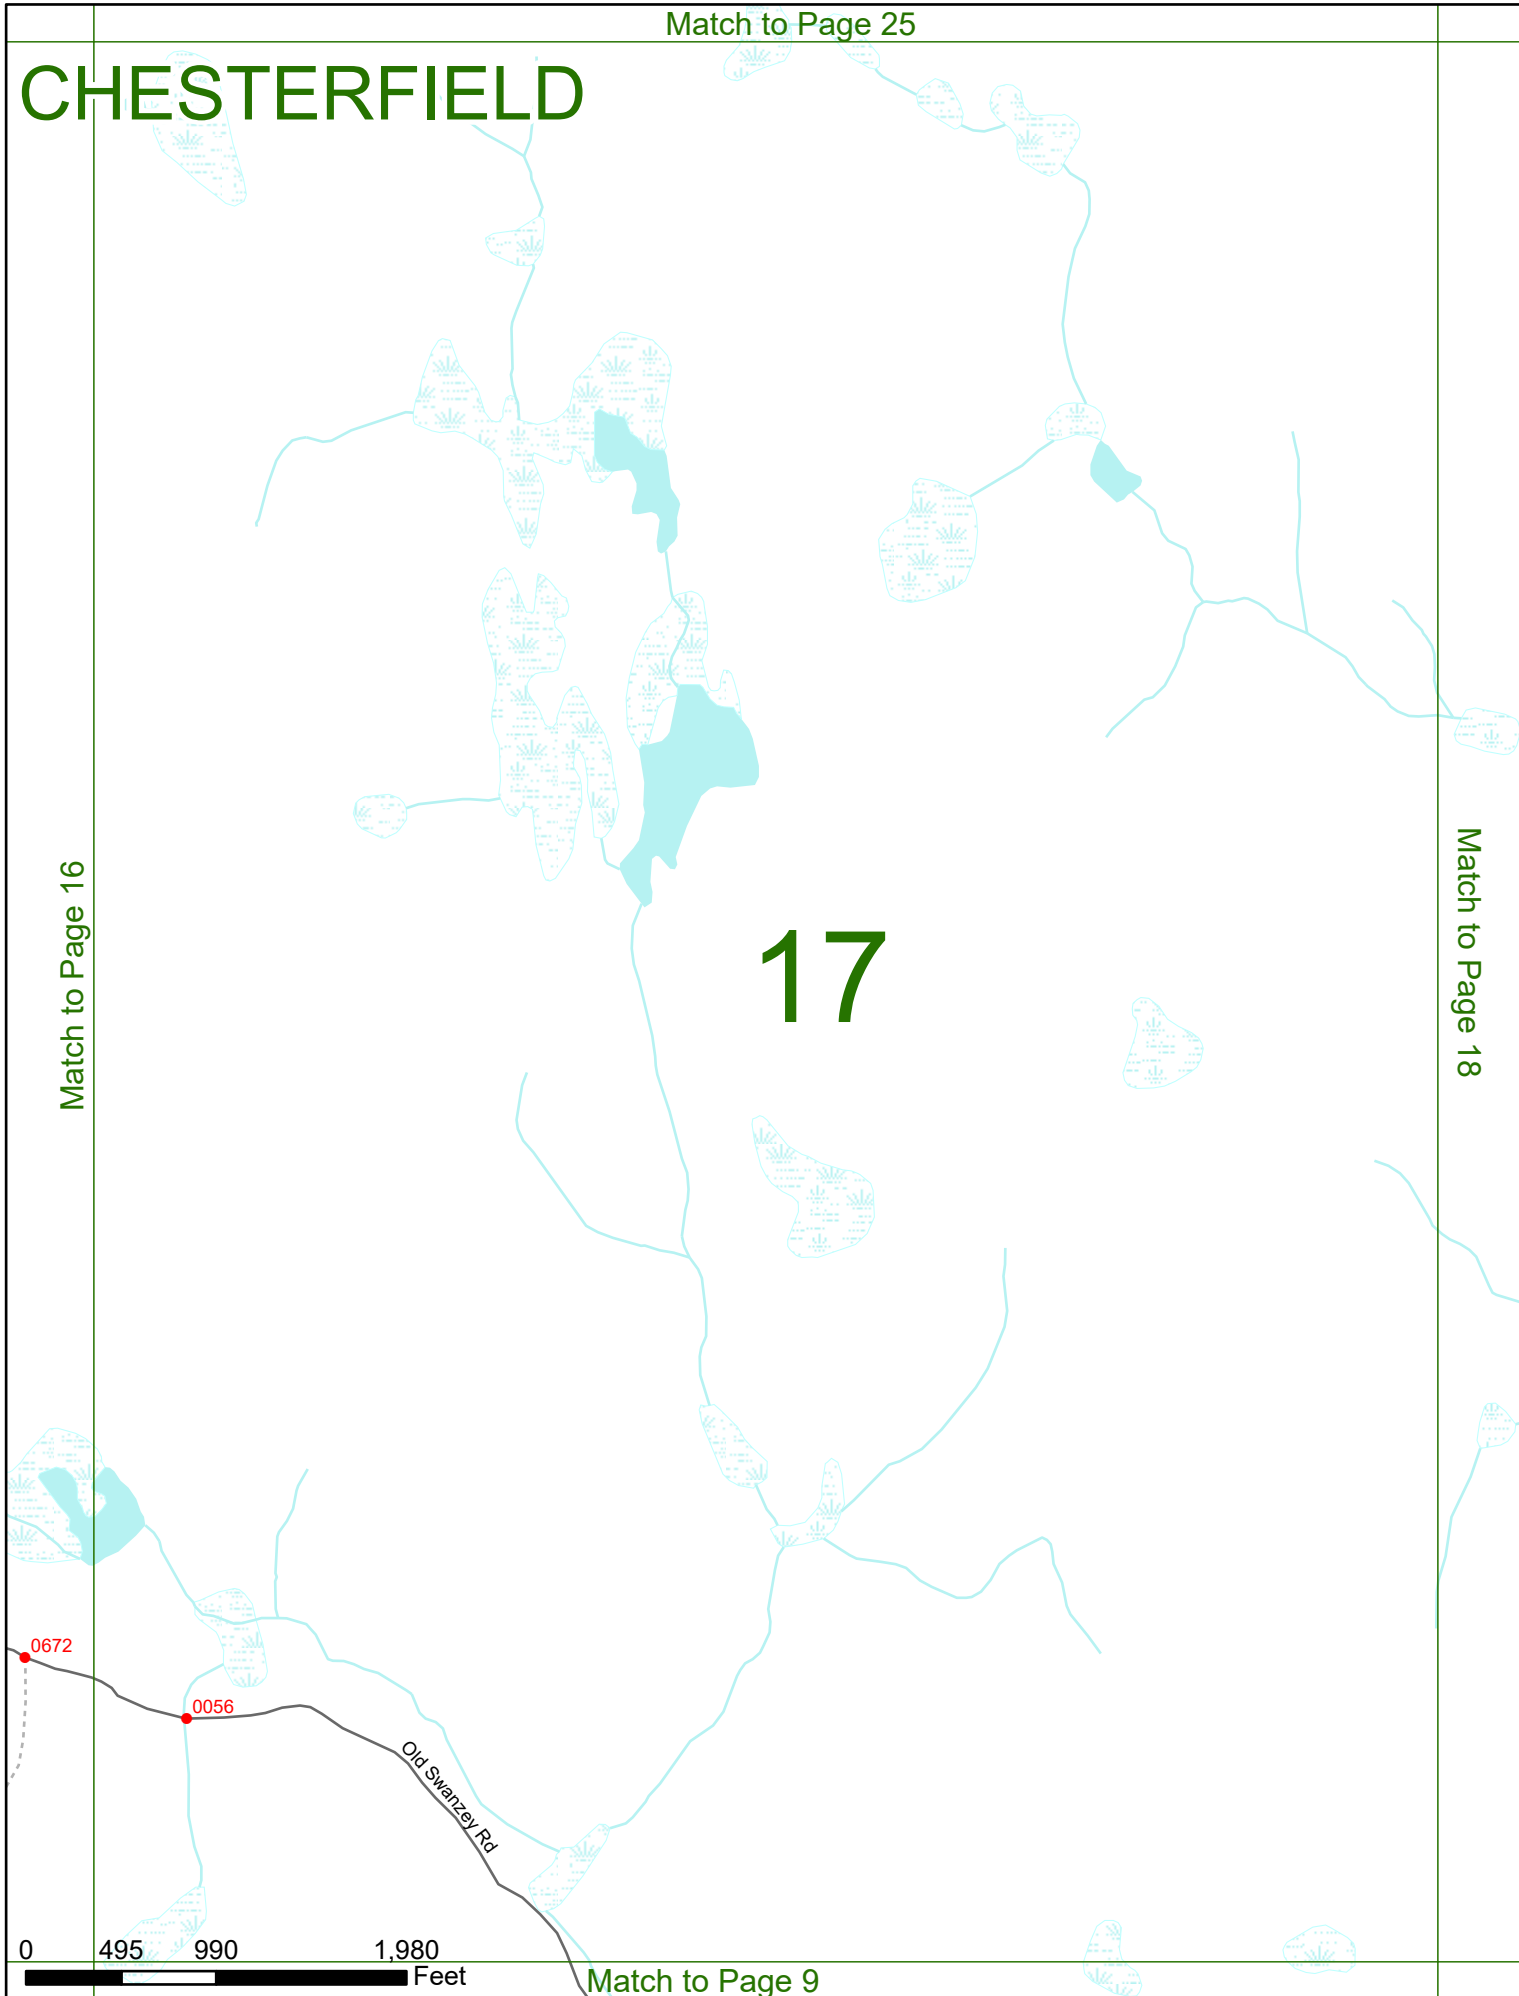 Match to Page 25
CHESTERFIELD
Match to Page 16
17
Match to Page 18
0672
0056
Old Swanzey Rd
0 495 990 1,980
Feet
Match to Page 9